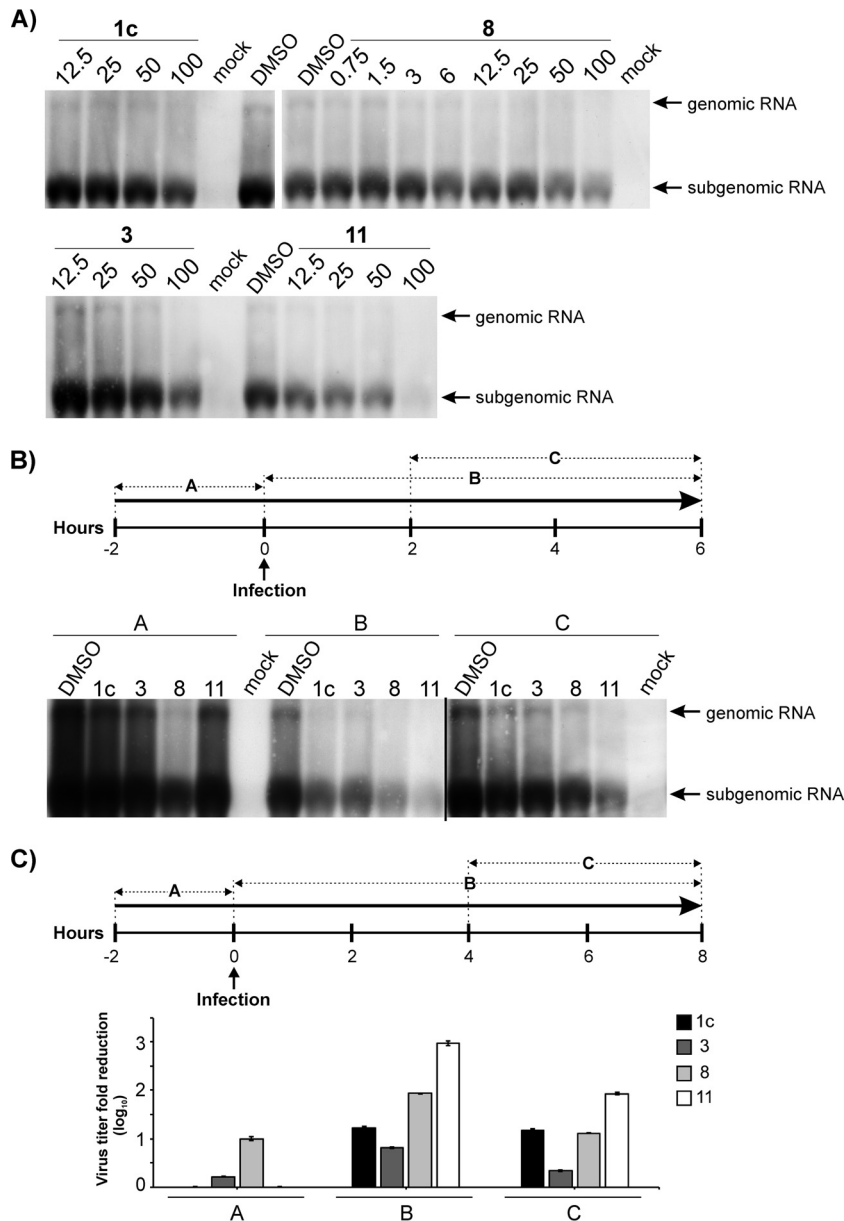 A)
1c 8
12.5 25 50 100 mock DMSO DMSO 0.75 1.5 3 6 12.5 25 50 100 mock
genomic RNA
subgenomic RNA
3 11
12.5 25 50 100 mock DMSO 12.5 25 50 100
genomic RNA
subgenomic RNA
B)
C
B
A
Hours
-2 0 2 4 6
Infection
A B C
DMSO 1c 3 8 11 mock DMSO 1c 3 8 11 DMSO 1c 3 8 11 mock
genomic RNA
subgenomic RNA
C)
C
B
A
Hours
-2 0 2 4 6 8
Infection
Virus titer fold reduction
(log10)
3
2
1
0
1c
3
8
11
A B C